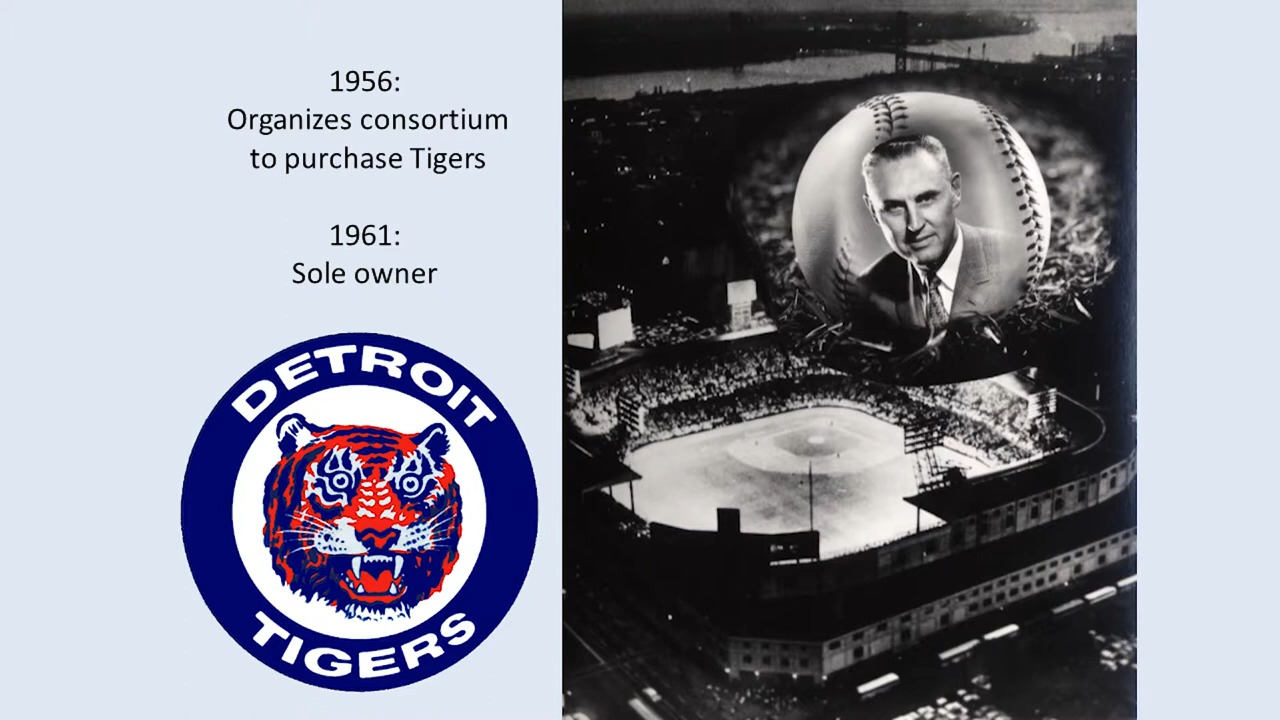 1956:
Organizes consortium
to purchase Tigers
1961:
Sole owner
DETROIT
TIGERS